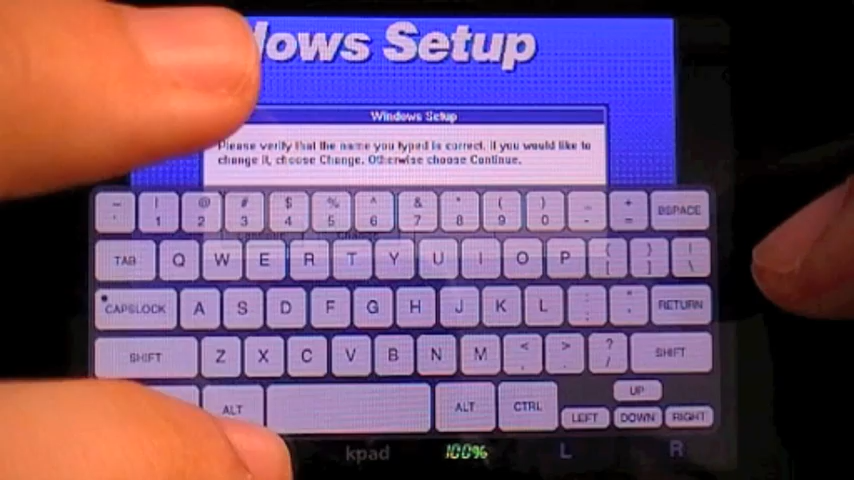 dows Setup
Windows Setup
Please verify that the name you typed is correct. If you would like to
change it, choose Change. Otherwise choose Continue.
~ ! @ # $ % ^ & * ( ) _ +
` 1 2 3 4 5 6 7 8 9 0 - = BSPACE
{ } |
TAB Q W E R T Y U I O P [ ] \
: "
CAPSLOCK A S D F G H J K L ; ' RETURN
< > ?
SHIFT Z X C V B N M , . / SHIFT
UP
ALT ALT CTRL LEFT DOWN RIGHT
kpad 100% L R